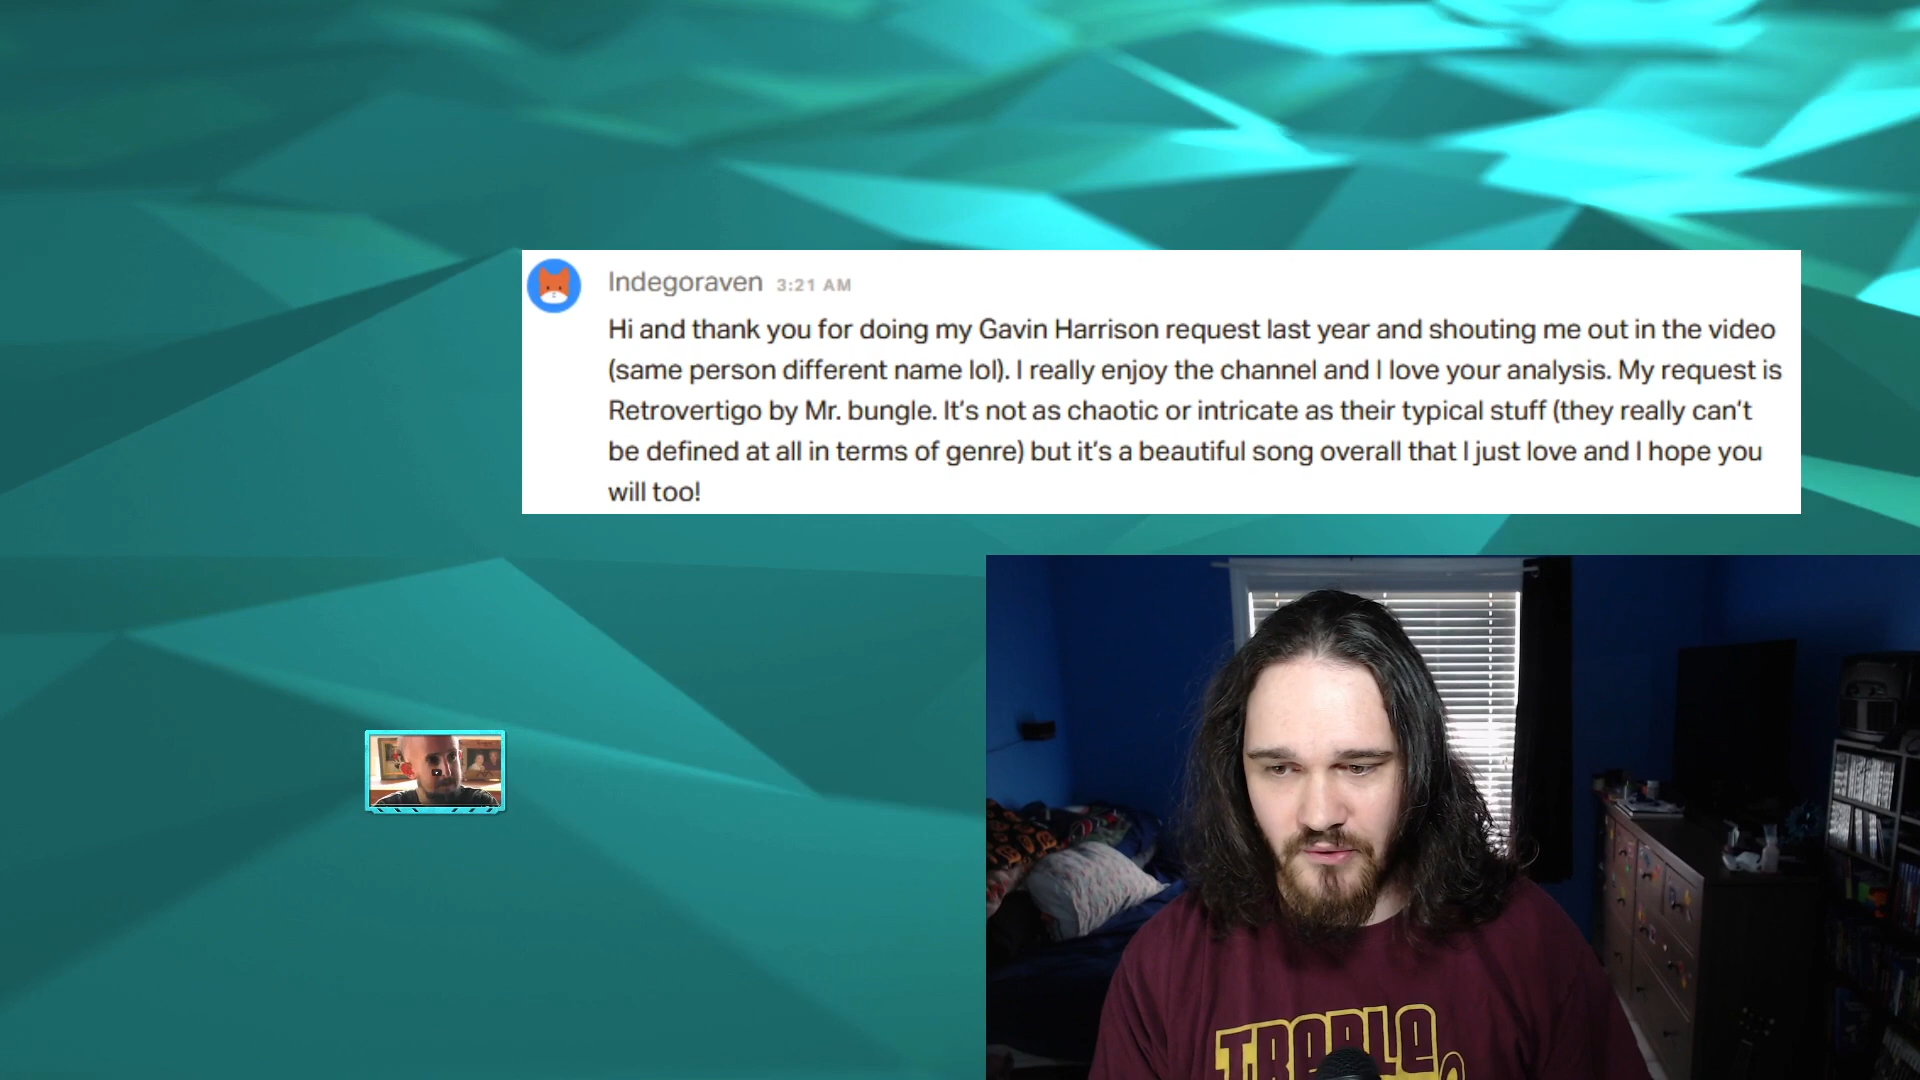 Indegoraven 3:21 AM
Hi and thank you for doing my Gavin Harrison request last year and shouting me out in the video
(same person different name lol). I really enjoy the channel and I love your analysis. My request is
Retrovertigo by Mr. bungle. It's not as chaotic or intricate as their typical stuff (they really can't
be defined at all in terms of genre) but it's a beautiful song overall that I just love and I hope you
will too!
TREBLE